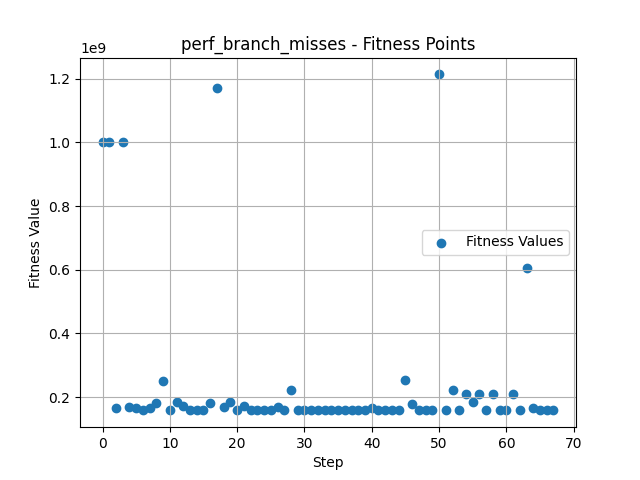 perf_branch_misses - Fitness Points
1e9
1.2
1.0
0.8
0.6
0.4
0.2
Fitness Value
Fitness Values
0 10 20 30 40 50 60 70
Step